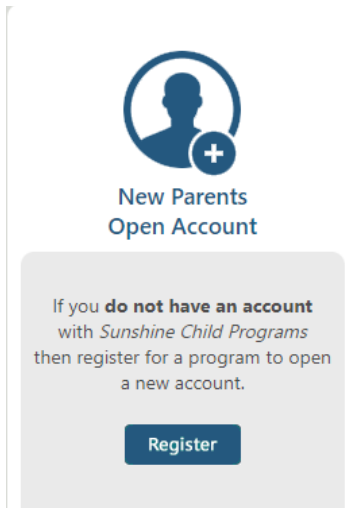 New Parents
Open Account
If you do not have an account
with Sunshine Child Programs
then register for a program to open
a new account.
Register